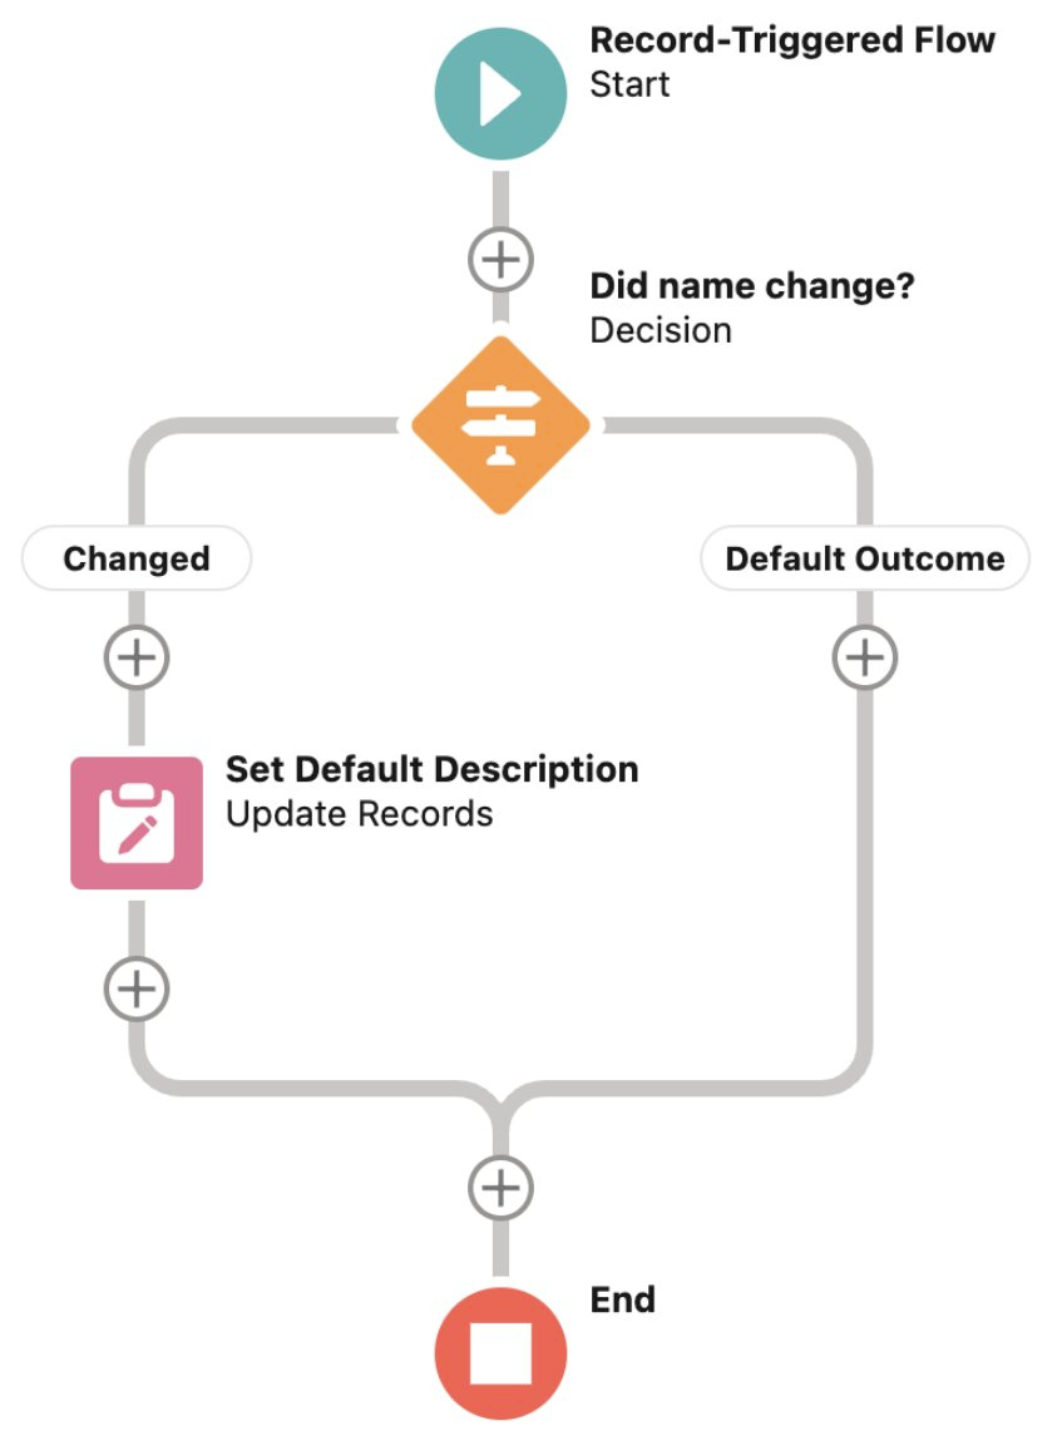 Record-Triggered Flow
Start
Did name change?
Decision
Changed
Default Outcome
Set Default Description
Update Records
End